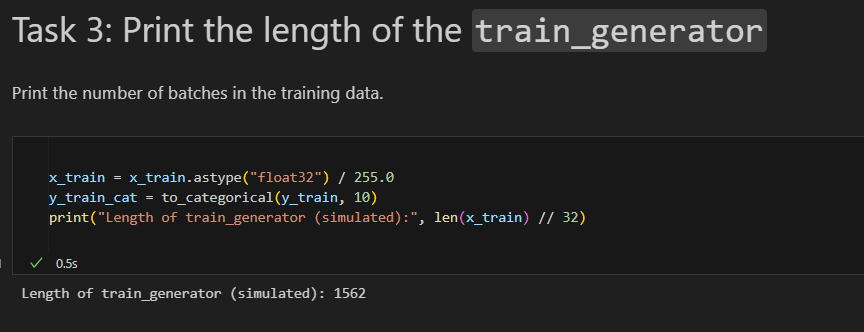 Task 3: Print the length of the train_generator
Print the number of batches in the training data.
x_train = x_train.astype("float32") / 255.0
y_train_cat = to_categorical(y_train, 10)
print("Length of train_generator (simulated):", len(x_train) // 32)
0.5s
Length of train_generator (simulated): 1562